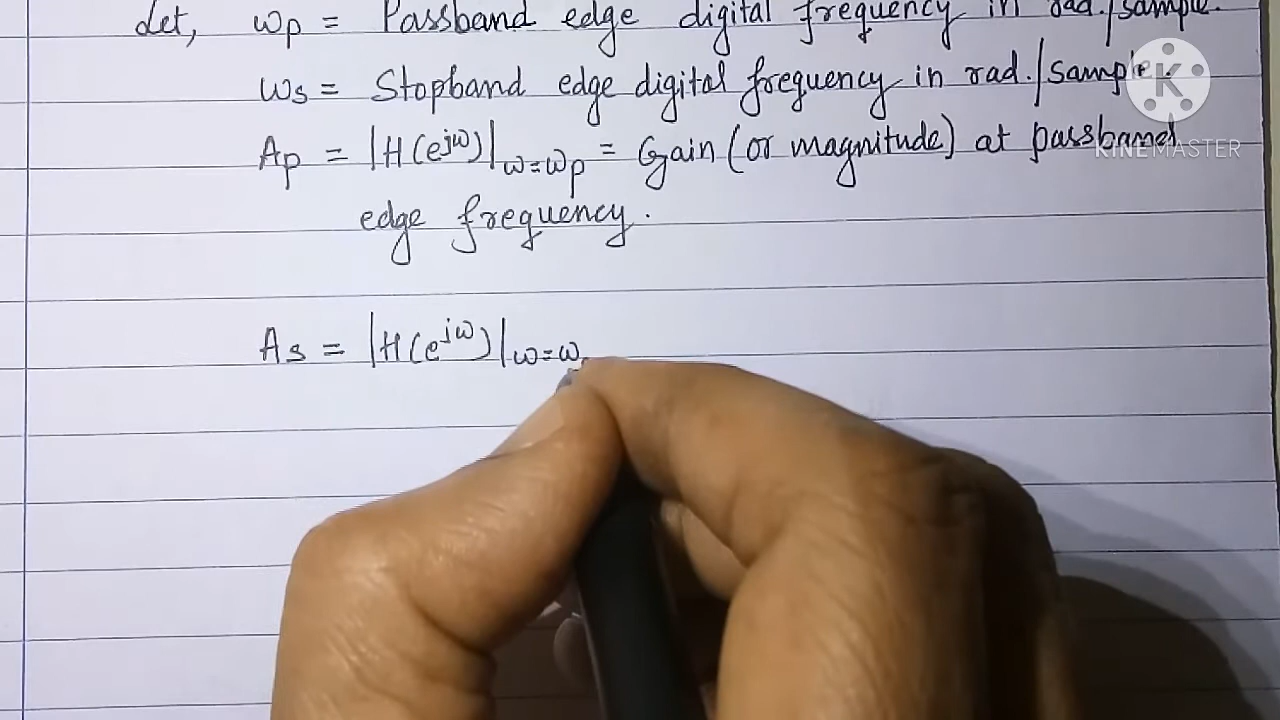 Let, ωp = Passband edge digital frequency in rad./sample.
ωs = Stopband edge digital frequency in rad./sample.
Ap = |H(e^jω)|ω=ωp = Gain (or magnitude) at passband
edge frequency.
As = |H(e^jω)|ω=ω
K
KINEMASTER